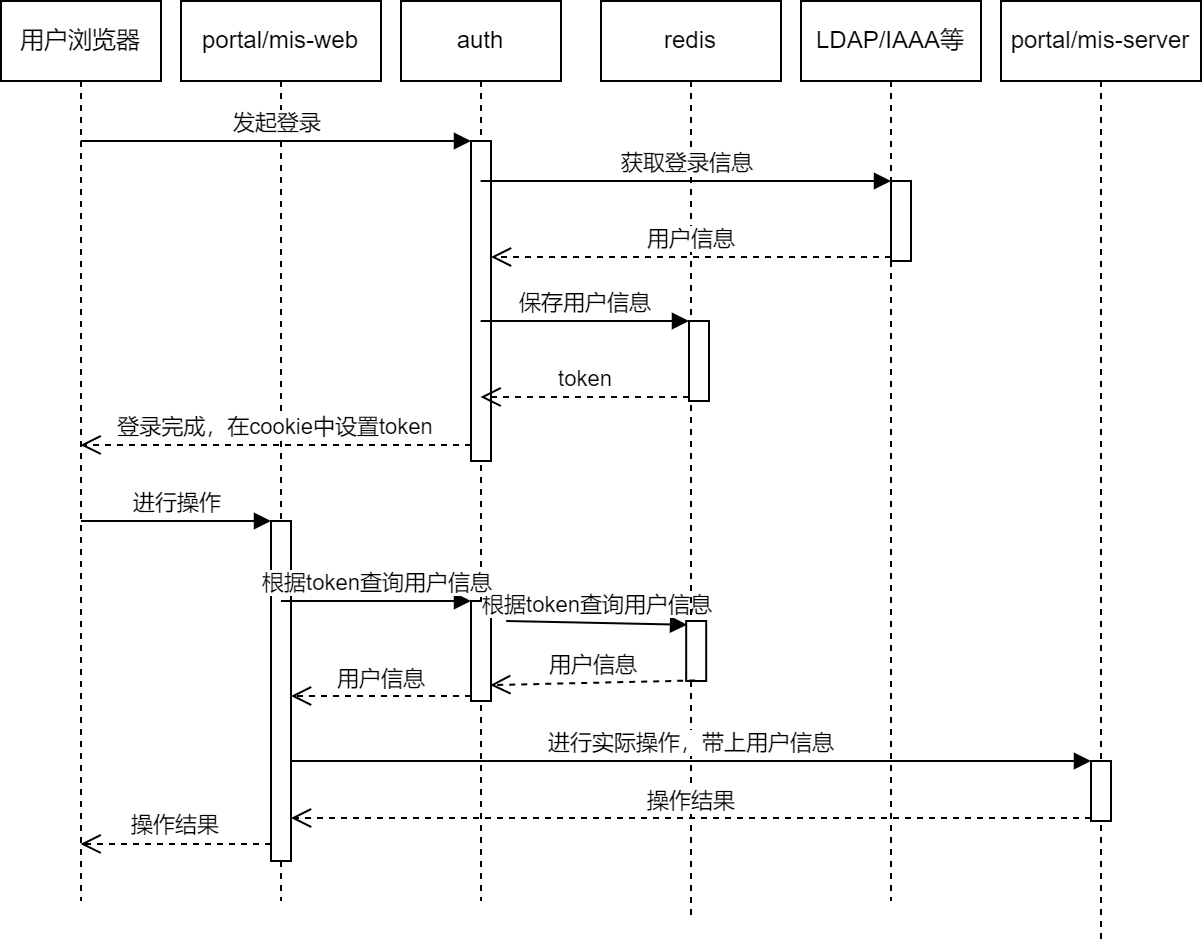 用户浏览器
portal/mis-web
auth
redis
LDAP/IAAA等
portal/mis-server
发起登录
获取登录信息
用户信息
保存用户信息
token
登录完成，在cookie中设置token
进行操作
根据token查询用户信息
根据token查询用户信息
用户信息
用户信息
进行实际操作，带上用户信息
操作结果
操作结果